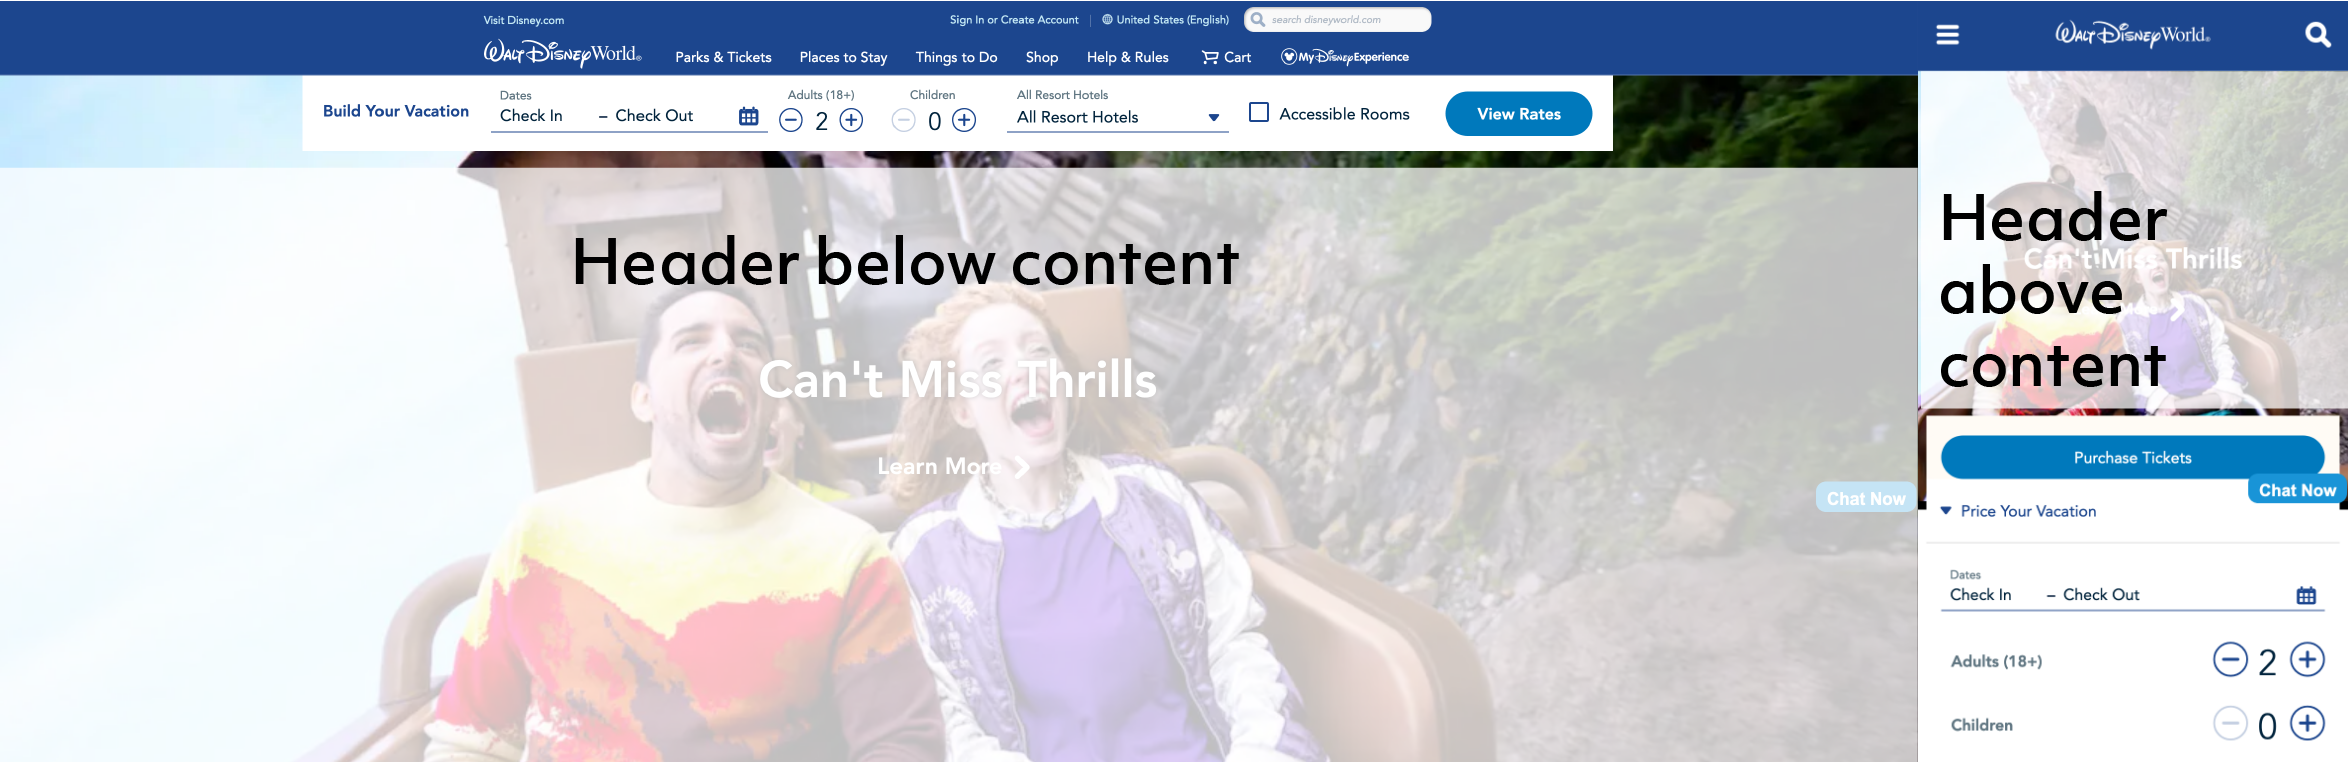 Visit Disney.com
Sign In or Create Account
United States (English)
search disneyworld.com
Walt Disney World.
Parks & Tickets
Places to Stay
Things to Do
Shop
Help & Rules
Cart
My Disney Experience
Build Your Vacation
Dates
Check In – Check Out
Adults (18+)
2
Children
0
All Resort Hotels
All Resort Hotels
Accessible Rooms
View Rates
Header below content
Can't Miss Thrills
Learn More
Chat Now
Walt Disney World.
Header
Can't Miss Thrills
above
content
Purchase Tickets
Chat Now
Price Your Vacation
Dates
Check In – Check Out
Adults (18+)
2
Children
0